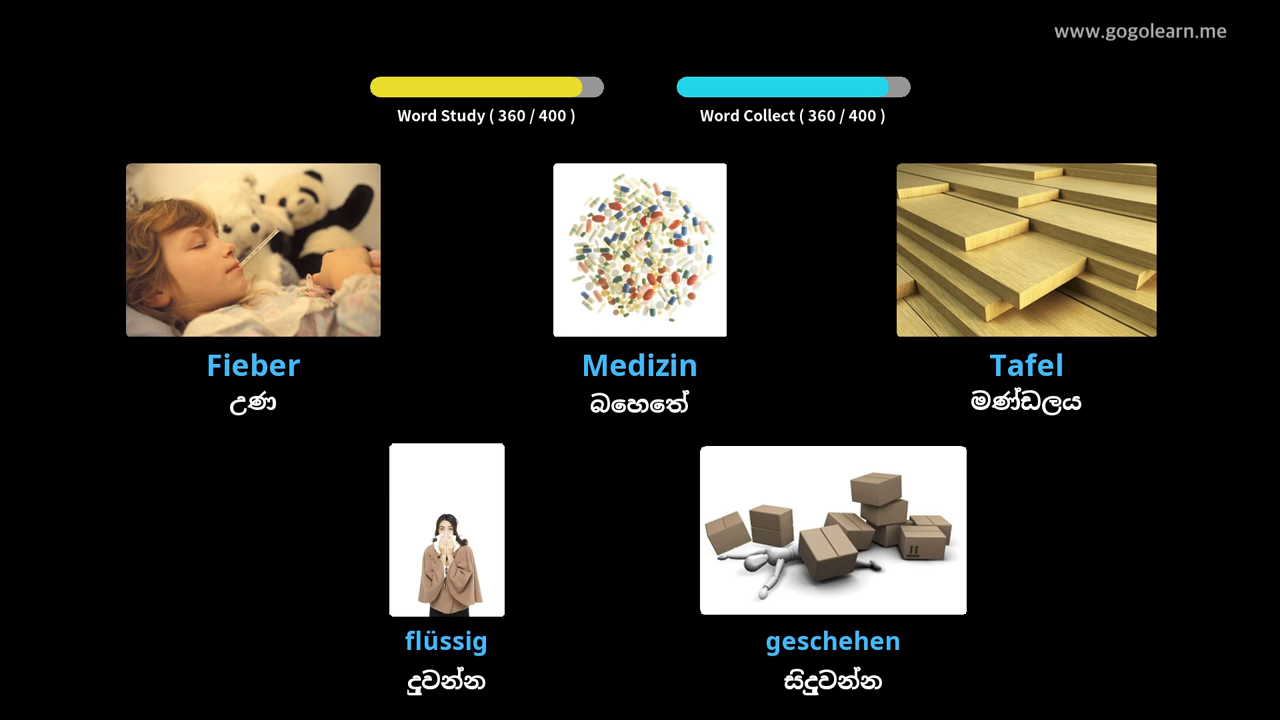 www.gogolearn.me
Word Study ( 360 / 400 )
Word Collect ( 360 / 400 )
Fieber
Medizin
Tafel
උණ
බහෙතේ
මණ්ඩලය
flüssig
geschehen
දුවන්න
සිදුවන්න